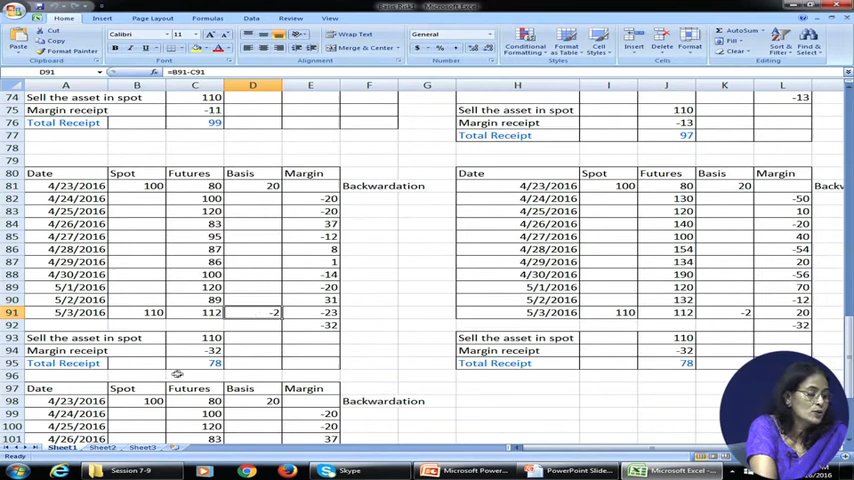 Basis Risk1 - Microsoft Excel
Home Insert Page Layout Formulas Data Review View
Paste Cut Copy Format Painter
Calibri 11
Wrap Text
Merge & Center
General
Conditional Formatting Format as Table Cell Styles
Insert Delete Format
AutoSum Fill Clear
Sort & Filter Find & Select
Clipboard Font Alignment Number Styles Cells Editing
D91 fx =B91-C91
A B C D E F G H I J K L
74 Sell the asset in spot 110 -13
75 Margin receipt -11 Sell the asset in spot 110
76 Total Receipt 99 Margin receipt -13
77 Total Receipt 97
78
79
80 Date Spot Futures Basis Margin Date Spot Futures Basis Margin
81 4/23/2016 100 80 20 Backwardation 4/23/2016 100 80 20 Backw
82 4/24/2016 100 -20 4/24/2016 130 -50
83 4/25/2016 120 -20 4/25/2016 120 10
84 4/26/2016 83 37 4/26/2016 140 -20
85 4/27/2016 95 -12 4/27/2016 100 40
86 4/28/2016 87 8 4/28/2016 154 -54
87 4/29/2016 86 1 4/29/2016 134 20
88 4/30/2016 100 -14 4/30/2016 190 -56
89 5/1/2016 120 -20 5/1/2016 120 70
90 5/2/2016 89 31 5/2/2016 132 -12
91 5/3/2016 110 112 -2 -23 5/3/2016 110 112 -2 20
92 -32 -32
93 Sell the asset in spot 110 Sell the asset in spot 110
94 Margin receipt -32 Margin receipt -32
95 Total Receipt 78 Total Receipt 78
96
97 Date Spot Futures Basis Margin
98 4/23/2016 100 80 20 Backwardation
99 4/24/2016 100 -20
100 4/25/2016 120 -20
101 4/26/2016 83 37
Sheet1 Sheet2 Sheet3
Session 7-9 Skype Microsoft Pow... PowerPoint Slide... Microsoft Excel -...